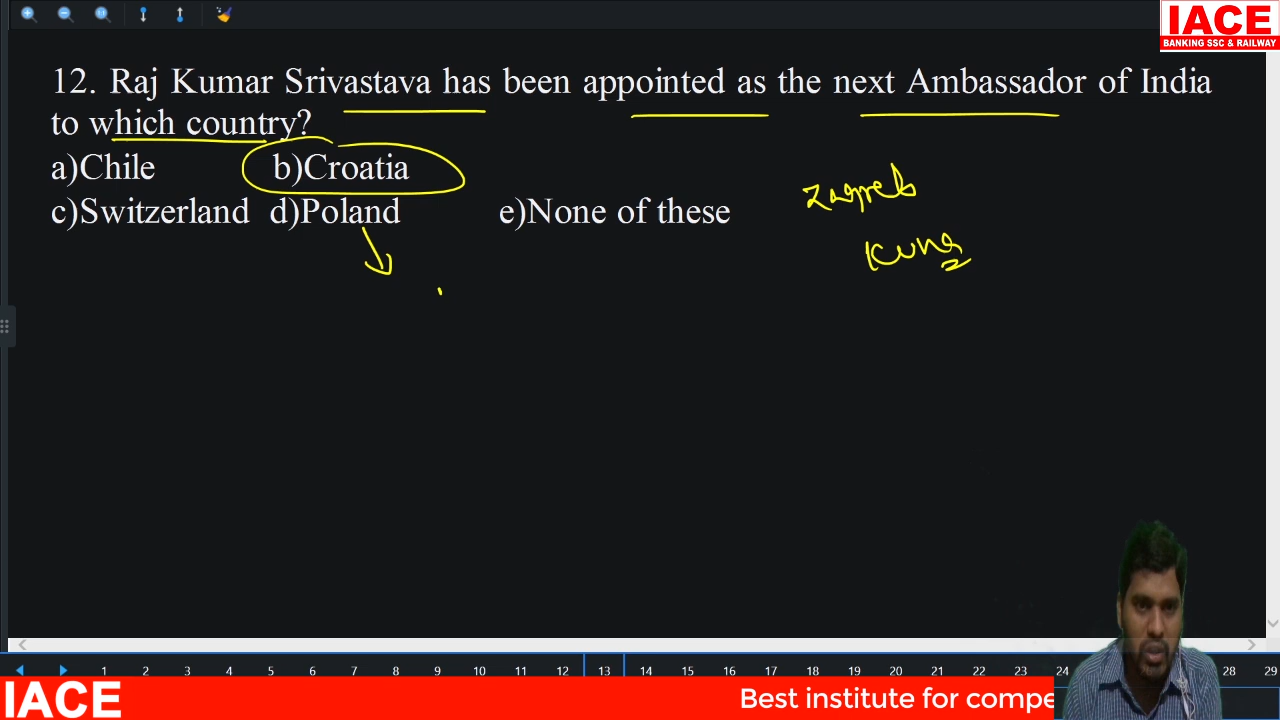 IACE
BANKING SSC & RAILWAY
12. Raj Kumar Srivastava has been appointed as the next Ambassador of India
to which country?
a)Chile b)Croatia
c)Switzerland d)Poland e)None of these
Zagreb
Kuna
1 2 3 4 5 6 7 8 9 10 11 12 13 14 15 16 17 18 19 20 21 22 23 24 28 29
IACE
Best institute for compe